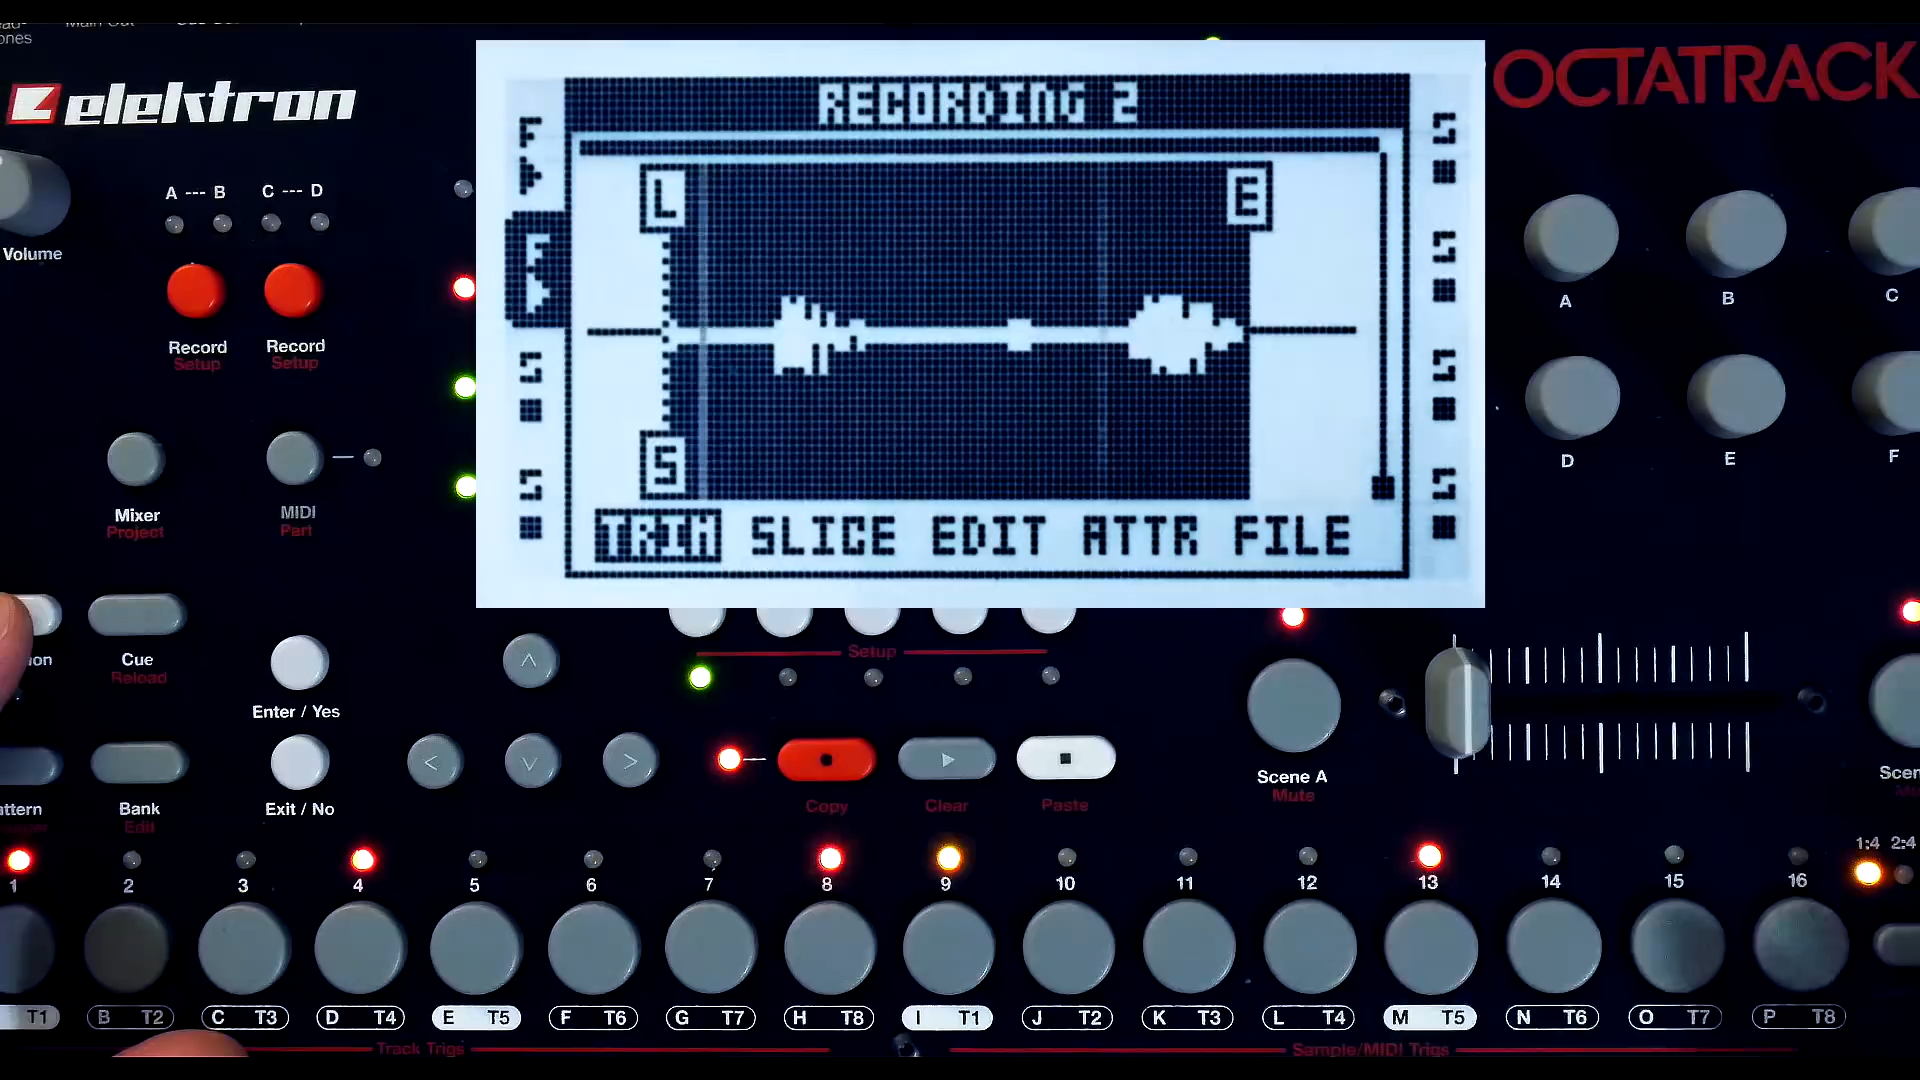 Main Out
ones
elektron
OCTATRACK
RECORDING 2
F
S
L
E
A --- B C --- D
F
S
Volume
A B C
Record Record
Setup Setup
S
S
S
D E F
Mixer MIDI
Project Part
S
S
TRIM SLICE EDIT ATTR FILE
Cue
Reload
Setup
Enter / Yes
Scene A
Mute
Bank
Edit
Exit / No
Copy Clear Paste
1:4 2:4
1 2 3 4 5 6 7 8 9 10 11 12 13 14 15 16
T1 B T2 C T3 D T4 E T5 F T6 G T7 H T8 I T1 J T2 K T3 L T4 M T5 N T6 O T7 P T8
Track Trigs Sample/MIDI Trigs